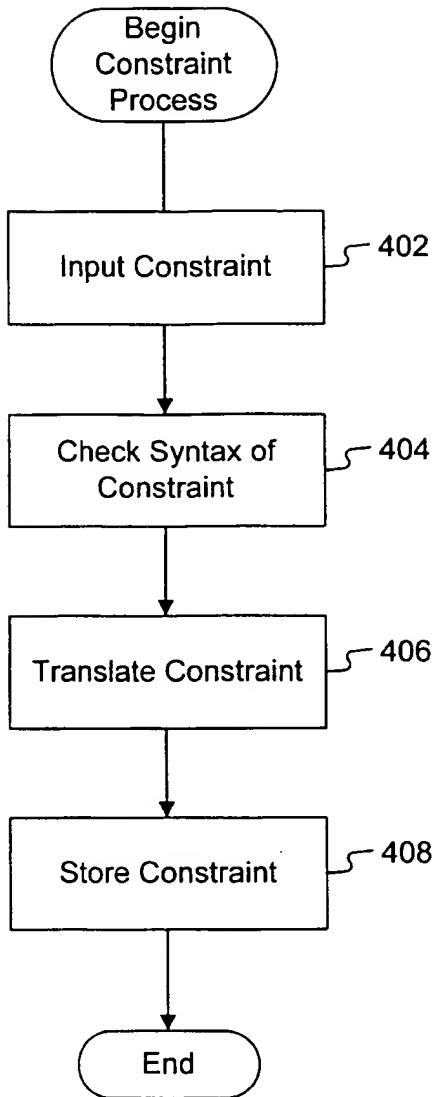 Begin
Constraint
Process
Input Constraint
402
Check Syntax of
Constraint
404
Translate Constraint
406
Store Constraint
408
End